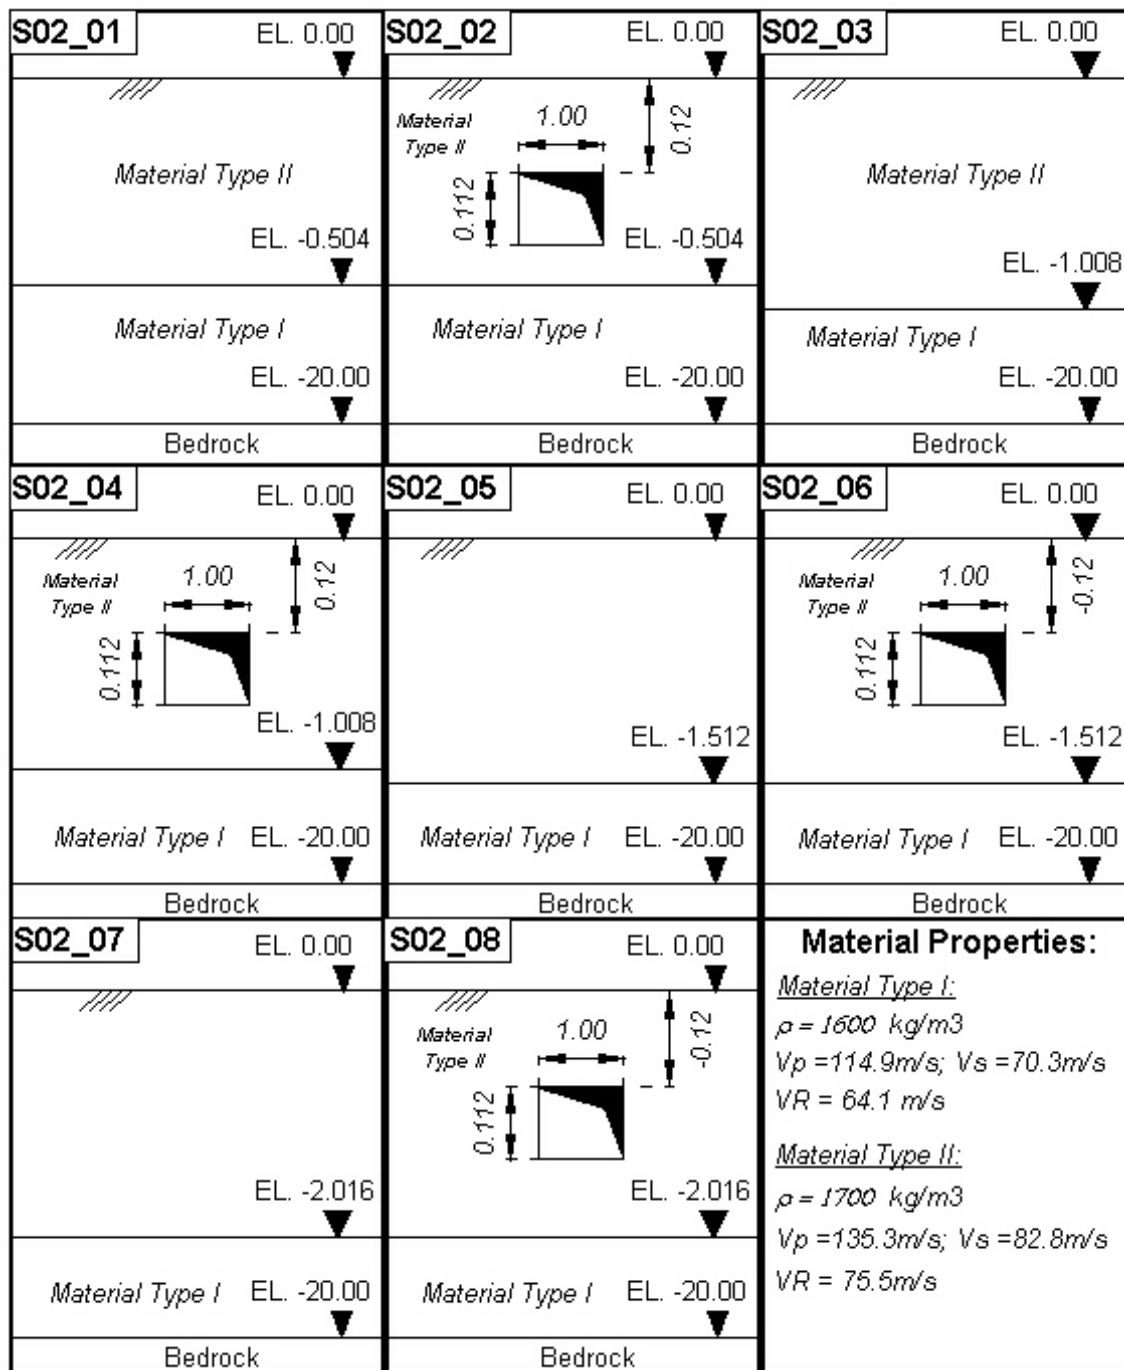 S02_01
EL. 0.00
Material Type II
EL. -0.504
Material Type I
EL. -20.00
Bedrock
S02_02
EL. 0.00
Material
Type II
1.00
0.12
0.112
EL. -0.504
Material Type I
EL. -20.00
Bedrock
S02_03
EL. 0.00
Material Type II
EL. -1.008
Material Type I
EL. -20.00
Bedrock
S02_04
EL. 0.00
Material
Type II
1.00
0.12
0.112
EL. -1.008
Material Type I
EL. -20.00
Bedrock
S02_05
EL. 0.00
EL. -1.512
Material Type I
EL. -20.00
Bedrock
S02_06
EL. 0.00
Material
Type II
1.00
-0.12
0.112
EL. -1.512
Material Type I
EL. -20.00
Bedrock
S02_07
EL. 0.00
EL. -2.016
Material Type I
EL. -20.00
Bedrock
S02_08
EL. 0.00
Material
Type II
1.00
-0.12
0.112
EL. -2.016
Material Type I
EL. -20.00
Bedrock
Material Properties:
Material Type I:
ρ = 1600 kg/m3
Vp =114.9m/s; Vs =70.3m/s
VR = 64.1 m/s
Material Type II:
ρ = 1700 kg/m3
Vp =135.3m/s; Vs =82.8m/s
VR = 75.5m/s